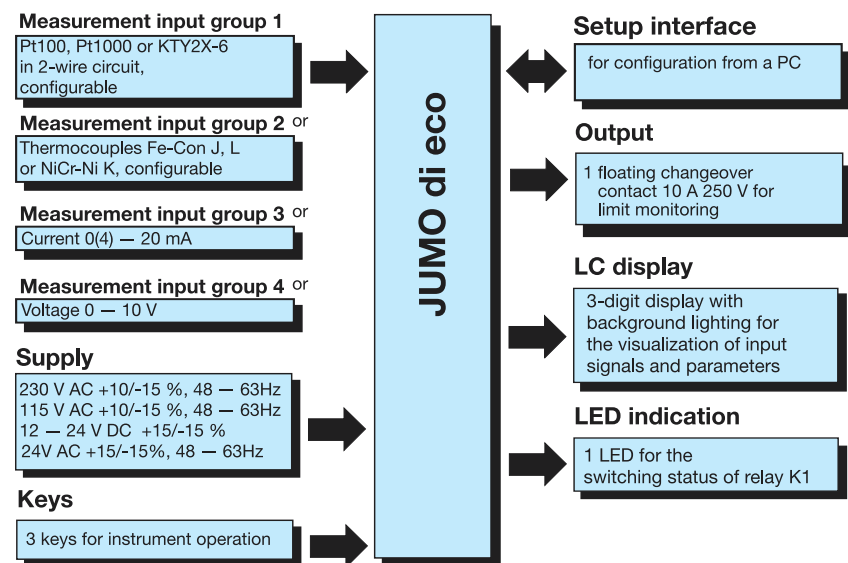 Measurement input group 1
Pt100, Pt1000 or KTY2X-6
in 2-wire circuit,
configurable
Measurement input group 2 or
Thermocouples Fe-Con J, L
or NiCr-Ni K, configurable
Measurement input group 3 or
Current 0(4) — 20 mA
Measurement input group 4 or
Voltage 0 — 10 V
Supply
230 V AC +10/-15 %, 48 — 63Hz
115 V AC +10/-15 %, 48 — 63Hz
12 — 24 V DC +15/-15 %
24V AC +15/-15%, 48 — 63Hz
Keys
3 keys for instrument operation
JUMO di eco
Setup interface
for configuration from a PC
Output
1 floating changeover
contact 10 A 250 V for
limit monitoring
LC display
3-digit display with
background lighting for
the visualization of input
signals and parameters
LED indication
1 LED for the
switching status of relay K1